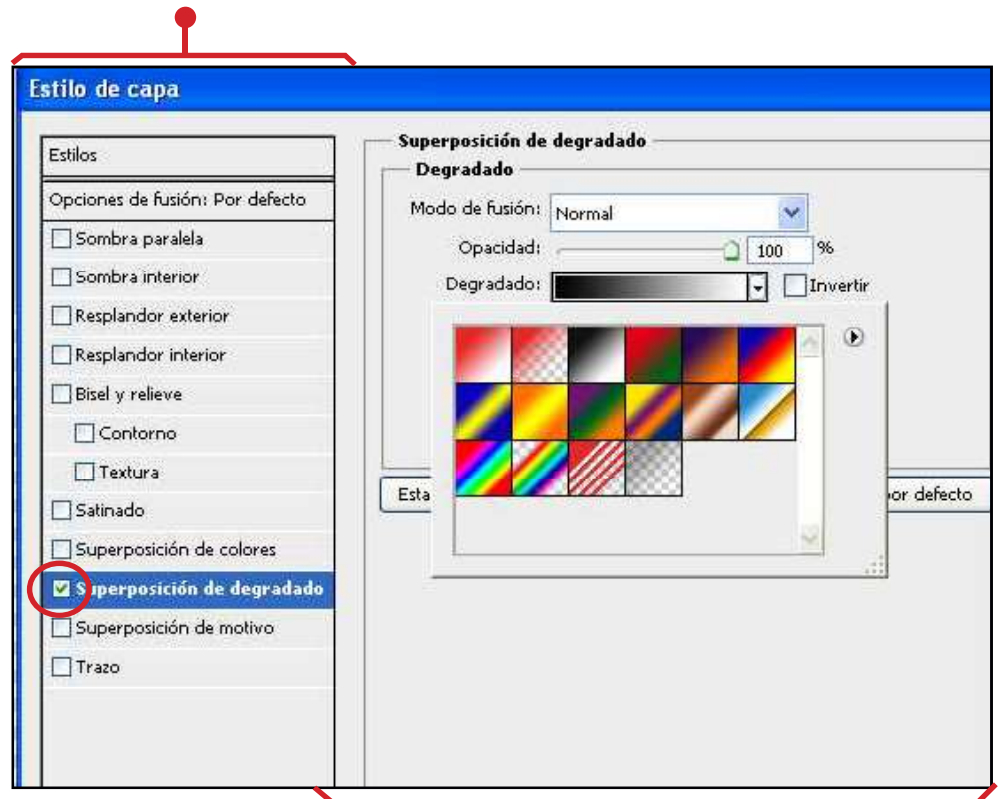 Estilo de capa
Estilos
Opciones de fusión: Por defecto
Sombra paralela
Sombra interior
Resplandor exterior
Resplandor interior
Bisel y relieve
Contorno
Textura
Satinado
Superposición de colores
Superposición de degradado
Superposición de motivo
Trazo
Superposición de degradado
Degradado
Modo de fusión: Normal
Opacidad: 100 %
Degradado: Invertir
Esta or defecto